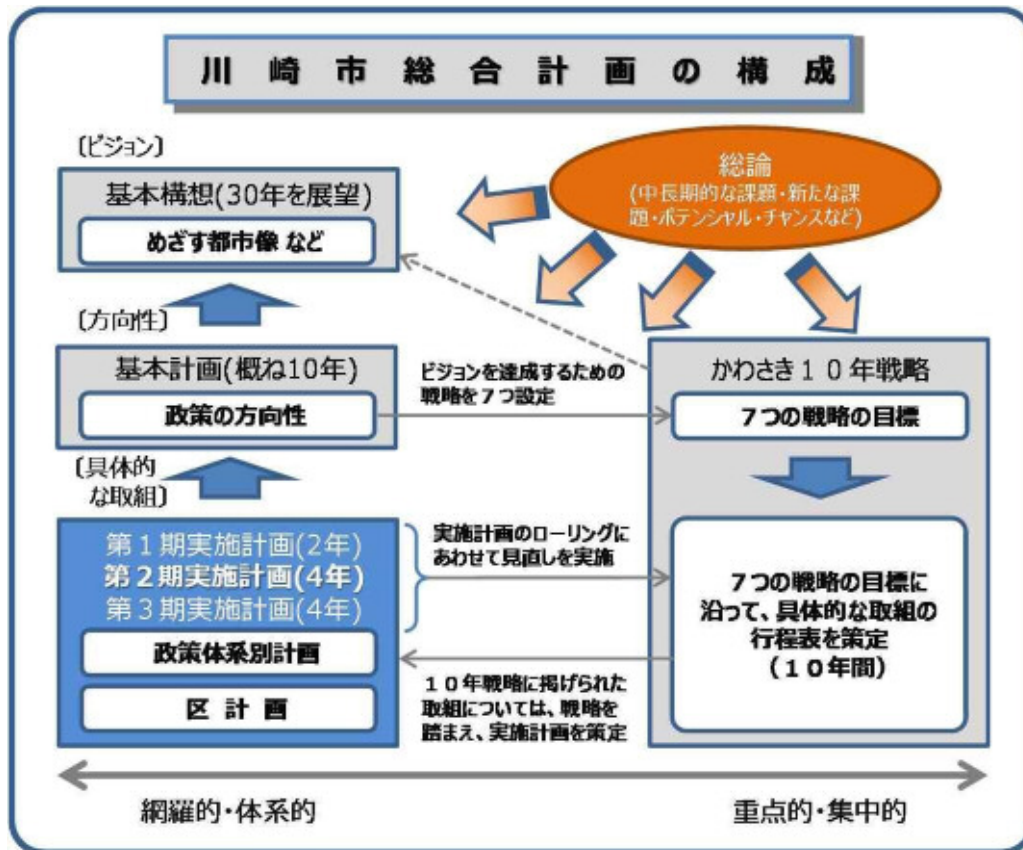 川崎市総合計画の構成
〔ビジョン〕
基本構想(30年を展望)
めざす都市像 など
総論
(中長期的な課題・新たな課
題・ポテンシャル・チャンスなど)
〔方向性〕
基本計画(概ね10年)
政策の方向性
ビジョンを達成するための
戦略を7つ設定
かわさき10年戦略
7つの戦略の目標
〔具体的
な取組〕
第1期実施計画(2年)
第2期実施計画(4年)
第3期実施計画(4年)
政策体系別計画
区 計 画
実施計画のローリングに
あわせて見直しを実施
10年戦略に掲げられた
取組については、戦略を
踏まえ、実施計画を策定
7つの戦略の目標に
沿って、具体的な取組の
行程表を策定
(10年間)
網羅的・体系的
重点的・集中的